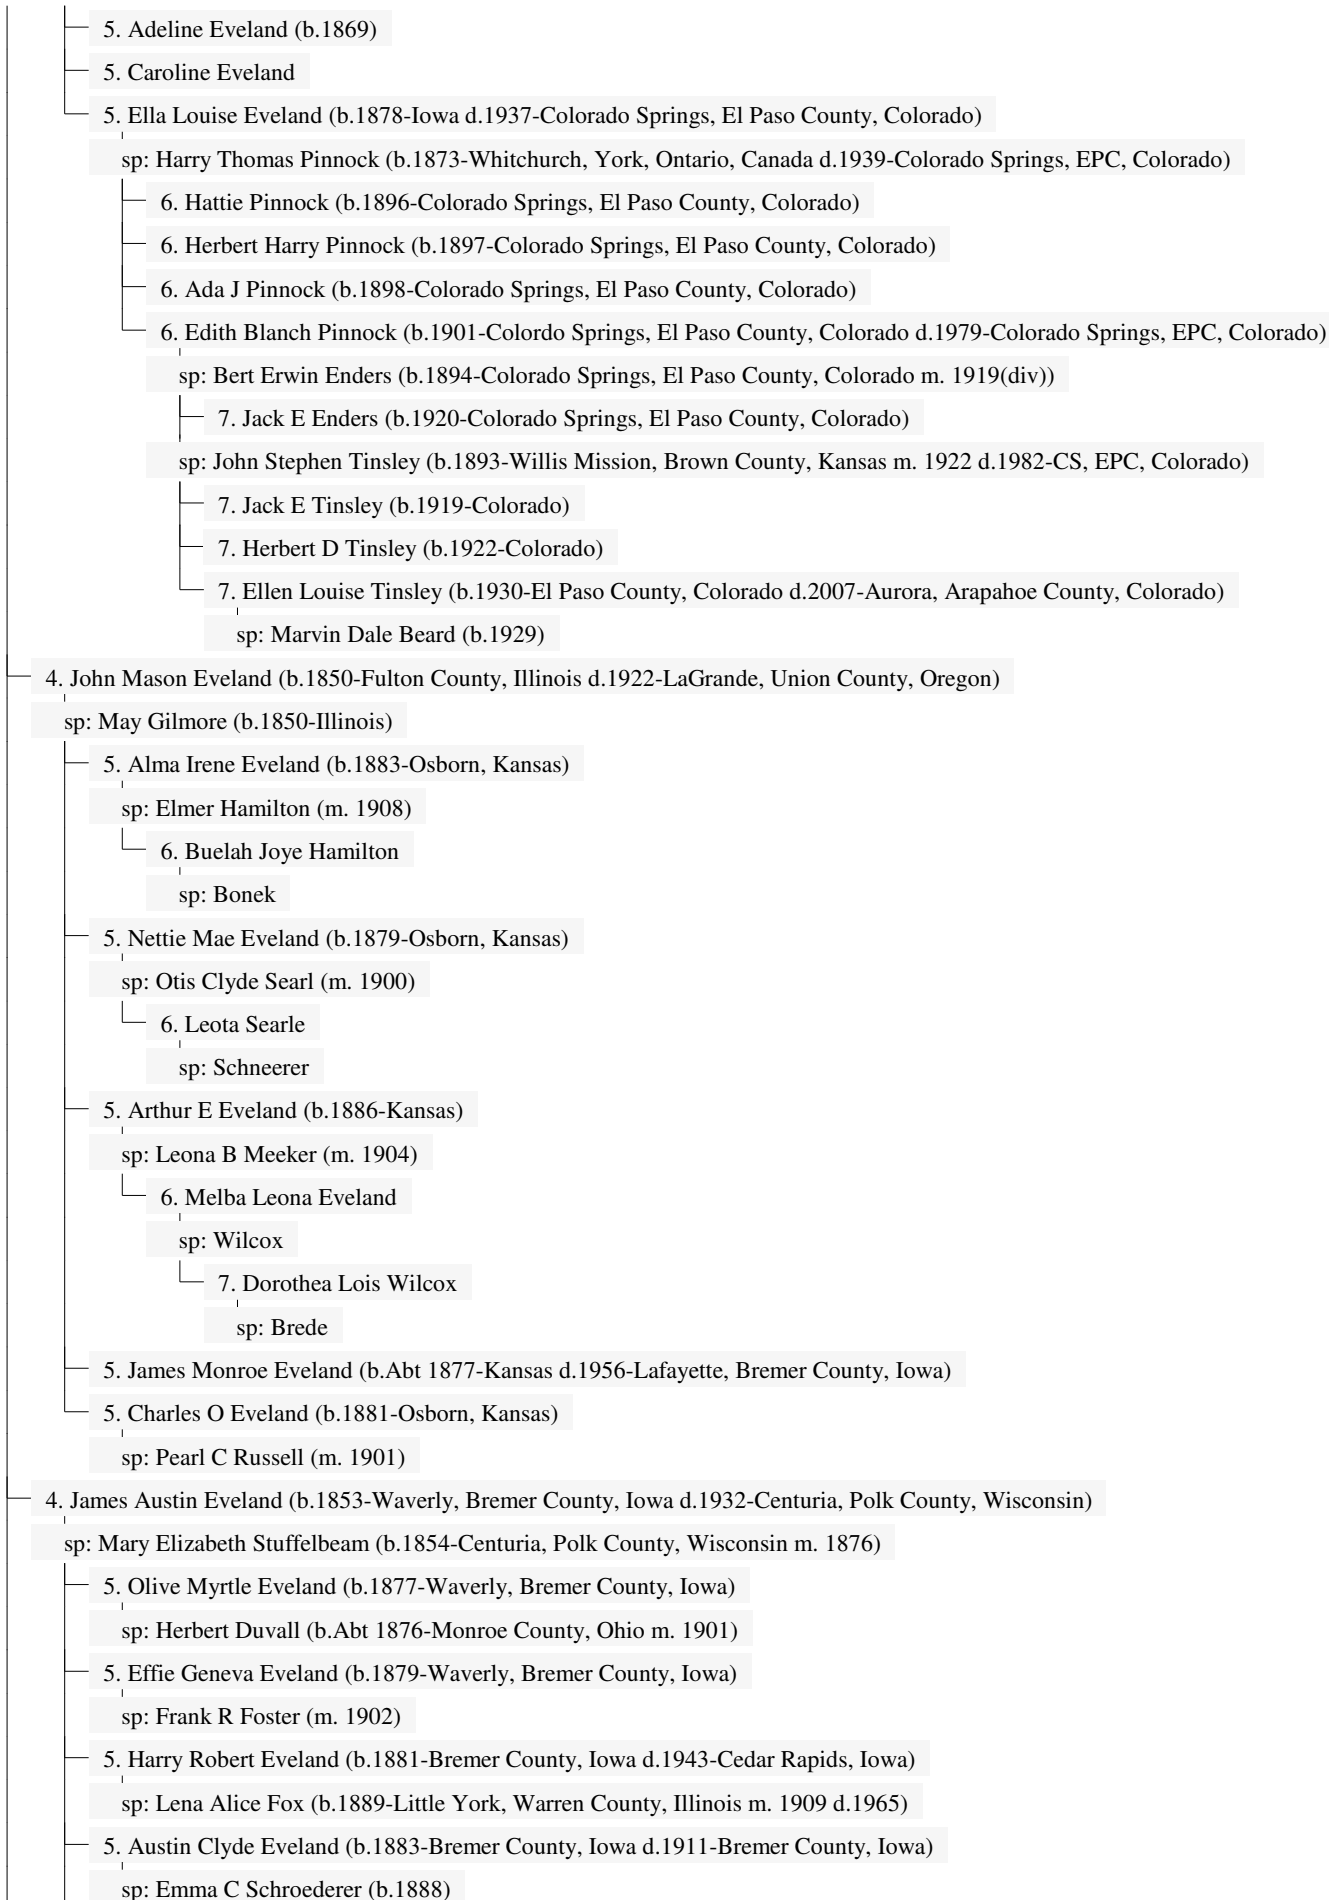 5. Adeline Eveland (b.1869)
5. Caroline Eveland
5. Ella Louise Eveland (b.1878-Iowa d.1937-Colorado Springs, El Paso County, Colorado)
sp: Harry Thomas Pinnock (b.1873-Whitchurch, York, Ontario, Canada d.1939-Colorado Springs, EPC, Colorado)
6. Hattie Pinnock (b.1896-Colorado Springs, El Paso County, Colorado)
6. Herbert Harry Pinnock (b.1897-Colorado Springs, El Paso County, Colorado)
6. Ada J Pinnock (b.1898-Colorado Springs, El Paso County, Colorado)
6. Edith Blanch Pinnock (b.1901-Colordo Springs, El Paso County, Colorado d.1979-Colorado Springs, EPC, Colorado)
sp: Bert Erwin Enders (b.1894-Colorado Springs, El Paso County, Colorado m. 1919(div))
7. Jack E Enders (b.1920-Colorado Springs, El Paso County, Colorado)
sp: John Stephen Tinsley (b.1893-Willis Mission, Brown County, Kansas m. 1922 d.1982-CS, EPC, Colorado)
7. Jack E Tinsley (b.1919-Colorado)
7. Herbert D Tinsley (b.1922-Colorado)
7. Ellen Louise Tinsley (b.1930-El Paso County, Colorado d.2007-Aurora, Arapahoe County, Colorado)
sp: Marvin Dale Beard (b.1929)
4. John Mason Eveland (b.1850-Fulton County, Illinois d.1922-LaGrande, Union County, Oregon)
sp: May Gilmore (b.1850-Illinois)
5. Alma Irene Eveland (b.1883-Osborn, Kansas)
sp: Elmer Hamilton (m. 1908)
6. Buelah Joye Hamilton
sp: Bonek
5. Nettie Mae Eveland (b.1879-Osborn, Kansas)
sp: Otis Clyde Searl (m. 1900)
6. Leota Searle
sp: Schneerer
5. Arthur E Eveland (b.1886-Kansas)
sp: Leona B Meeker (m. 1904)
6. Melba Leona Eveland
sp: Wilcox
7. Dorothea Lois Wilcox
sp: Brede
5. James Monroe Eveland (b.Abt 1877-Kansas d.1956-Lafayette, Bremer County, Iowa)
5. Charles O Eveland (b.1881-Osborn, Kansas)
sp: Pearl C Russell (m. 1901)
4. James Austin Eveland (b.1853-Waverly, Bremer County, Iowa d.1932-Centuria, Polk County, Wisconsin)
sp: Mary Elizabeth Stuffelbeam (b.1854-Centuria, Polk County, Wisconsin m. 1876)
5. Olive Myrtle Eveland (b.1877-Waverly, Bremer County, Iowa)
sp: Herbert Duvall (b.Abt 1876-Monroe County, Ohio m. 1901)
5. Effie Geneva Eveland (b.1879-Waverly, Bremer County, Iowa)
sp: Frank R Foster (m. 1902)
5. Harry Robert Eveland (b.1881-Bremer County, Iowa d.1943-Cedar Rapids, Iowa)
sp: Lena Alice Fox (b.1889-Little York, Warren County, Illinois m. 1909 d.1965)
5. Austin Clyde Eveland (b.1883-Bremer County, Iowa d.1911-Bremer County, Iowa)
sp: Emma C Schroederer (b.1888)